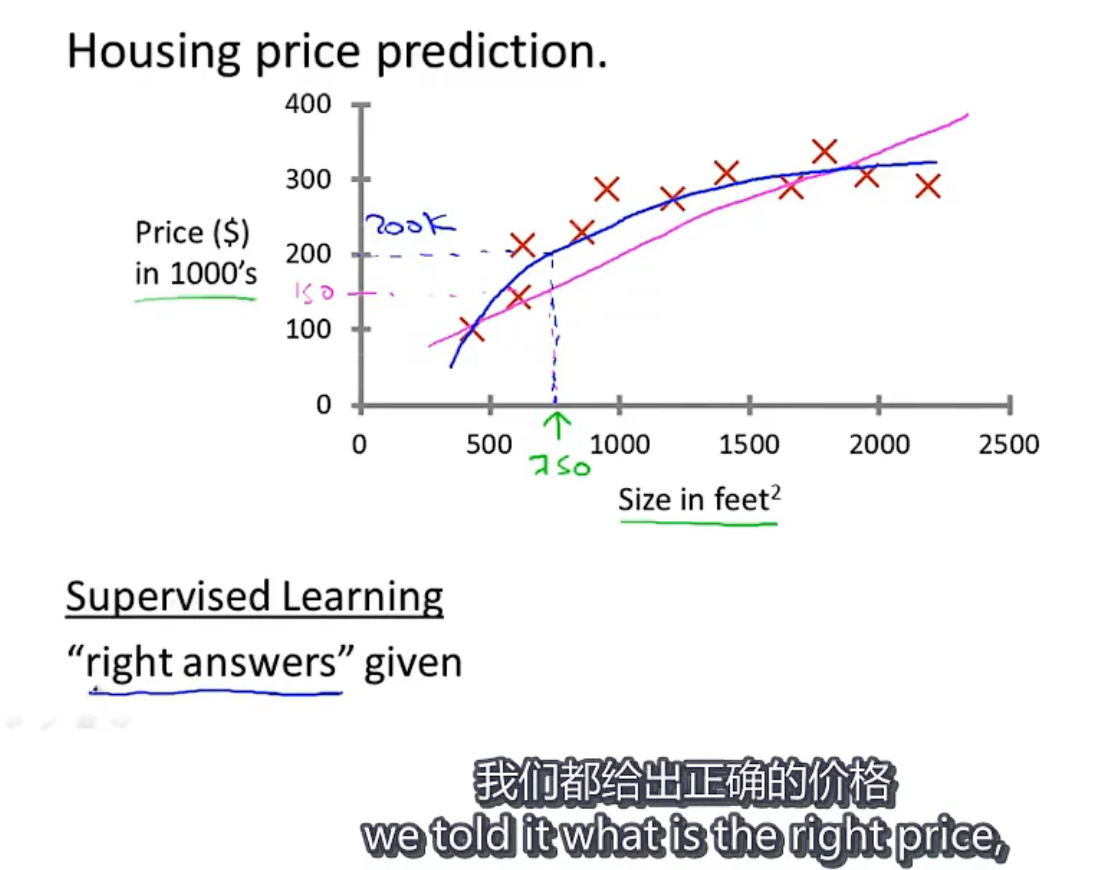 Housing price prediction.
400
300
Price ($)
in 1000's
200K
200
150
100
0
0
500
1000
1500
2000
2500
750
Size in feet²
Supervised Learning
“right answers” given
我们都给出正确的价格
we told it what is the right price,